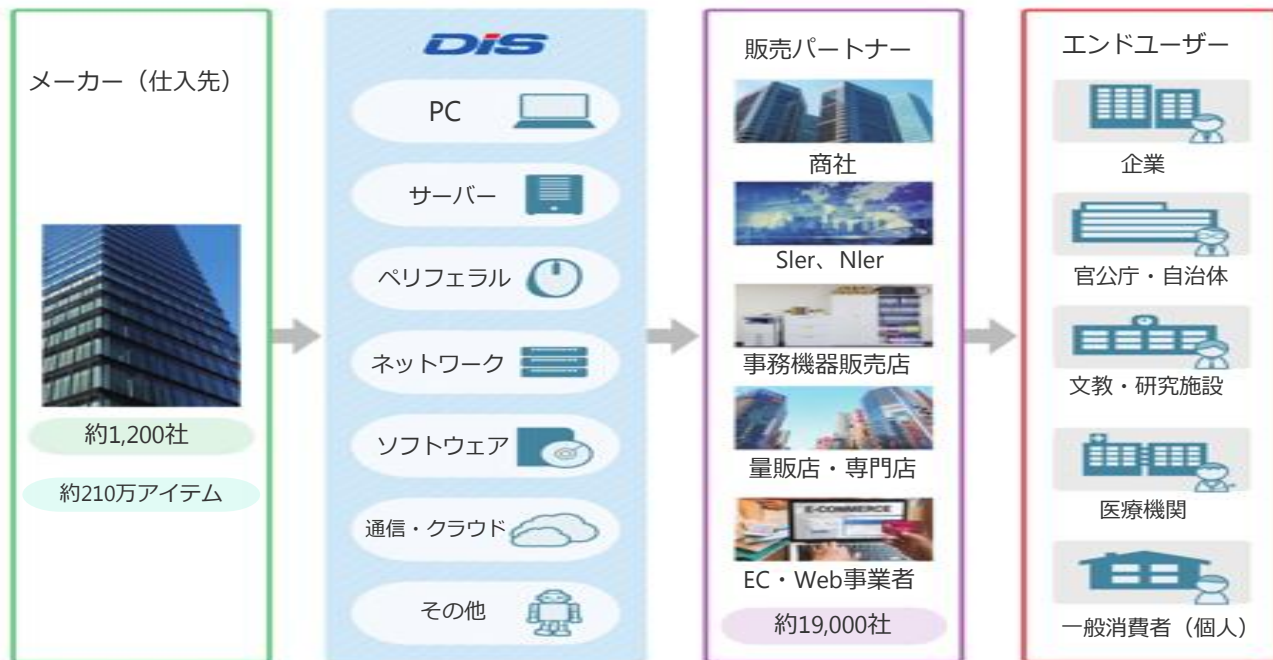 メーカー（仕入先）
約1,200社
約210万アイテム
DiS
PC
サーバー
ペリフェラル
ネットワーク
ソフトウェア
通信・クラウド
その他
販売パートナー
商社
SIer、NIer
事務機器販売店
量販店・専門店
E-COMMERCE
EC・Web事業者
約19,000社
エンドユーザー
企業
官公庁・自治体
文教・研究施設
医療機関
一般消費者（個人）